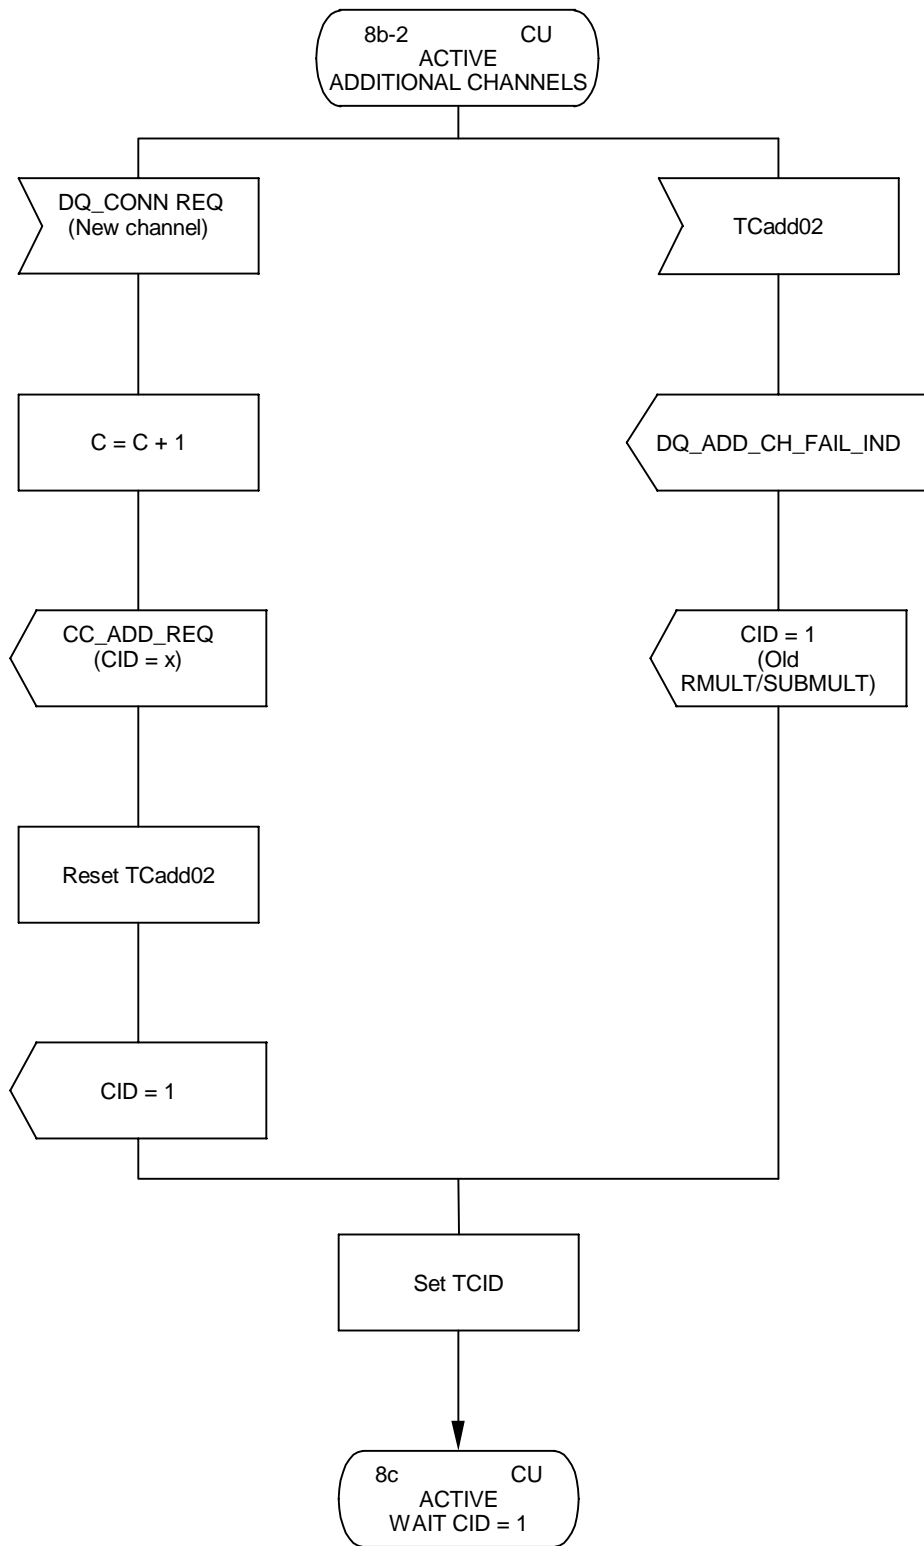 8b-2 CU
ACTIVE
ADDITIONAL CHANNELS
DQ_CONN REQ
(New channel)
TCadd02
C = C + 1
DQ_ADD_CH_FAIL_IND
CC_ADD_REQ
(CID = x)
CID = 1
(Old
RMULT/SUBMULT)
Reset TCadd02
CID = 1
Set TCID
8c CU
ACTIVE
WAIT CID = 1